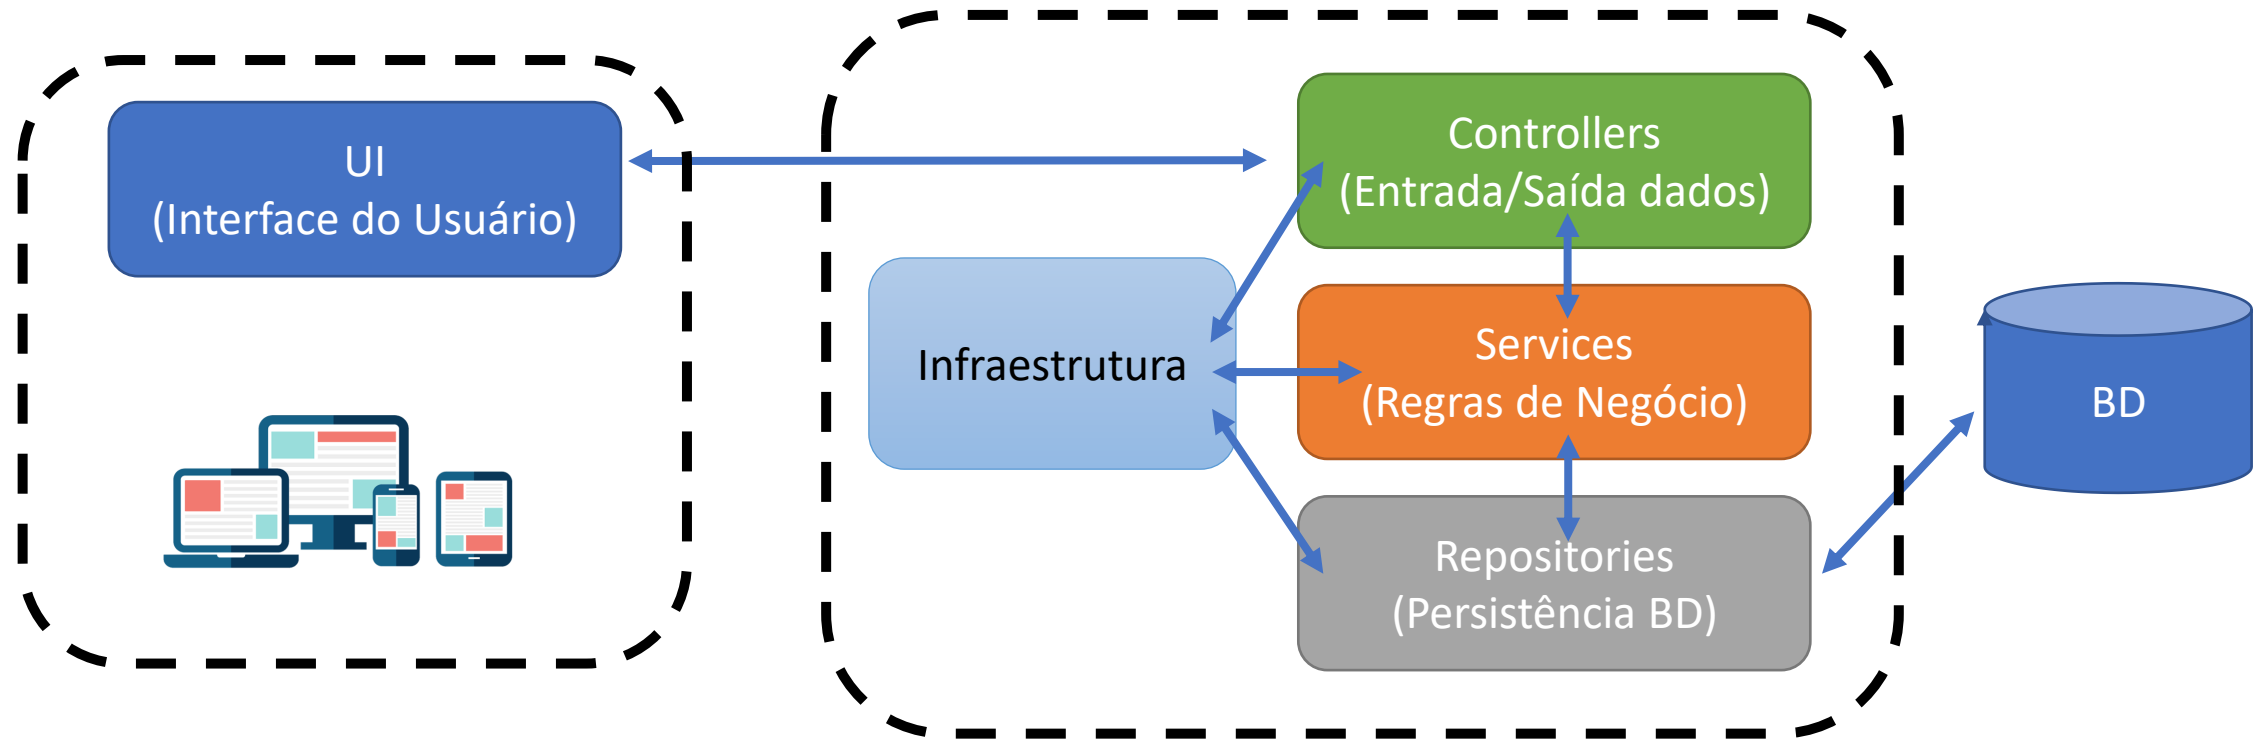 UI
(Interface do Usuário)
Controllers
(Entrada/Saída dados)
Infraestrutura
Services
(Regras de Negócio)
BD
Repositories
(Persistência BD)